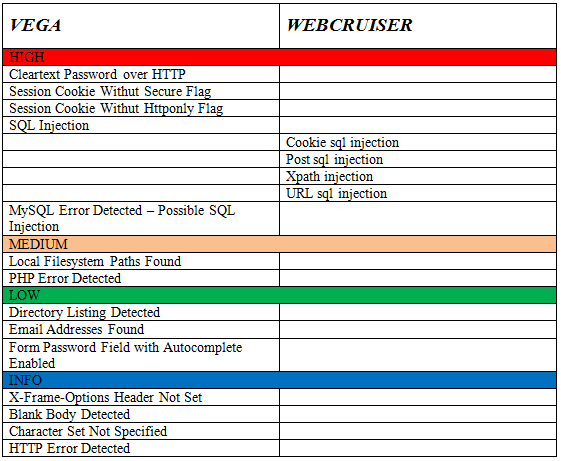 VEGA WEBCRUISER
HIGH
Cleartext Password over HTTP
Session Cookie Withut Secure Flag
Session Cookie Withut Httponly Flag
SQL Injection
Cookie sql injection
Post sql injection
Xpath injection
URL sql injection
MySQL Error Detected – Possible SQL
Injection
MEDIUM
Local Filesystem Paths Found
PHP Error Detected
LOW
Directory Listing Detected
Email Addresses Found
Form Password Field with Autocomplete
Enabled
INFO
X-Frame-Options Header Not Set
Blank Body Detected
Character Set Not Specified
HTTP Error Detected